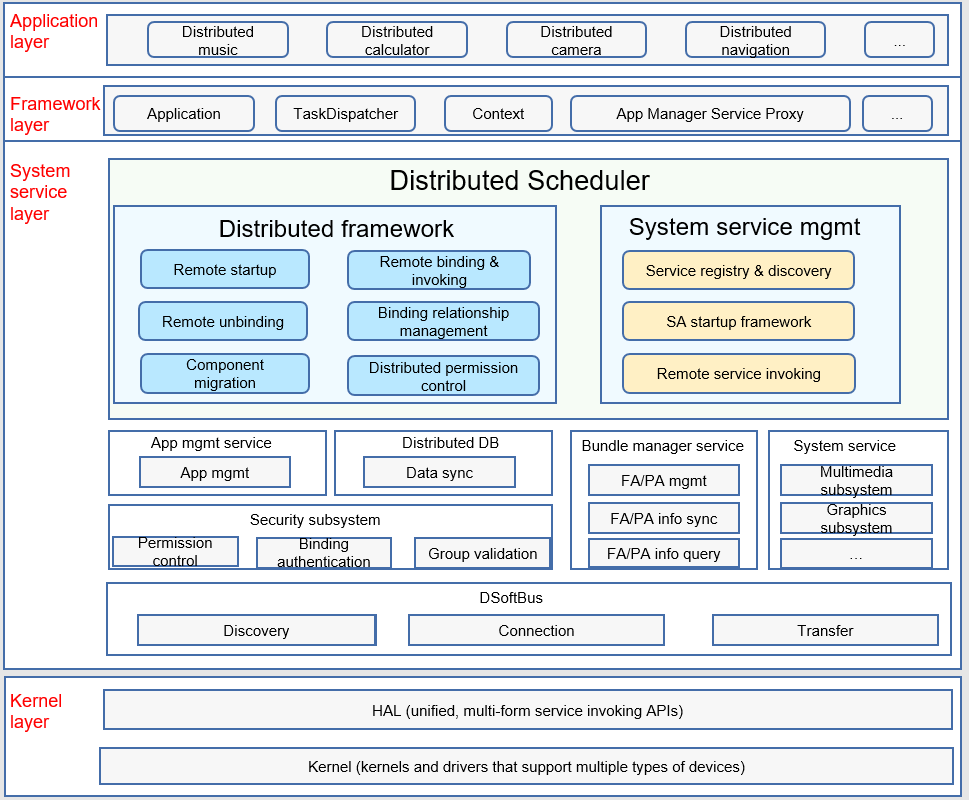 Application
layer
Distributed
music
Distributed
calculator
Distributed
camera
Distributed
navigation
...
Framework
layer
Application
TaskDispatcher
Context
App Manager Service Proxy
...
System
service
layer
Distributed Scheduler
Distributed framework
Remote startup
Remote binding &
invoking
Remote unbinding
Binding relationship
management
Component
migration
Distributed permission
control
System service mgmt
Service registry & discovery
SA startup framework
Remote service invoking
App mgmt service
App mgmt
Distributed DB
Data sync
Bundle manager service
FA/PA mgmt
FA/PA info sync
FA/PA info query
System service
Multimedia
subsystem
Graphics
subsystem
...
Security subsystem
Permission
control
Binding
authentication
Group validation
DSoftBus
Discovery
Connection
Transfer
Kernel
layer
HAL (unified, multi-form service invoking APIs)
Kernel (kernels and drivers that support multiple types of devices)